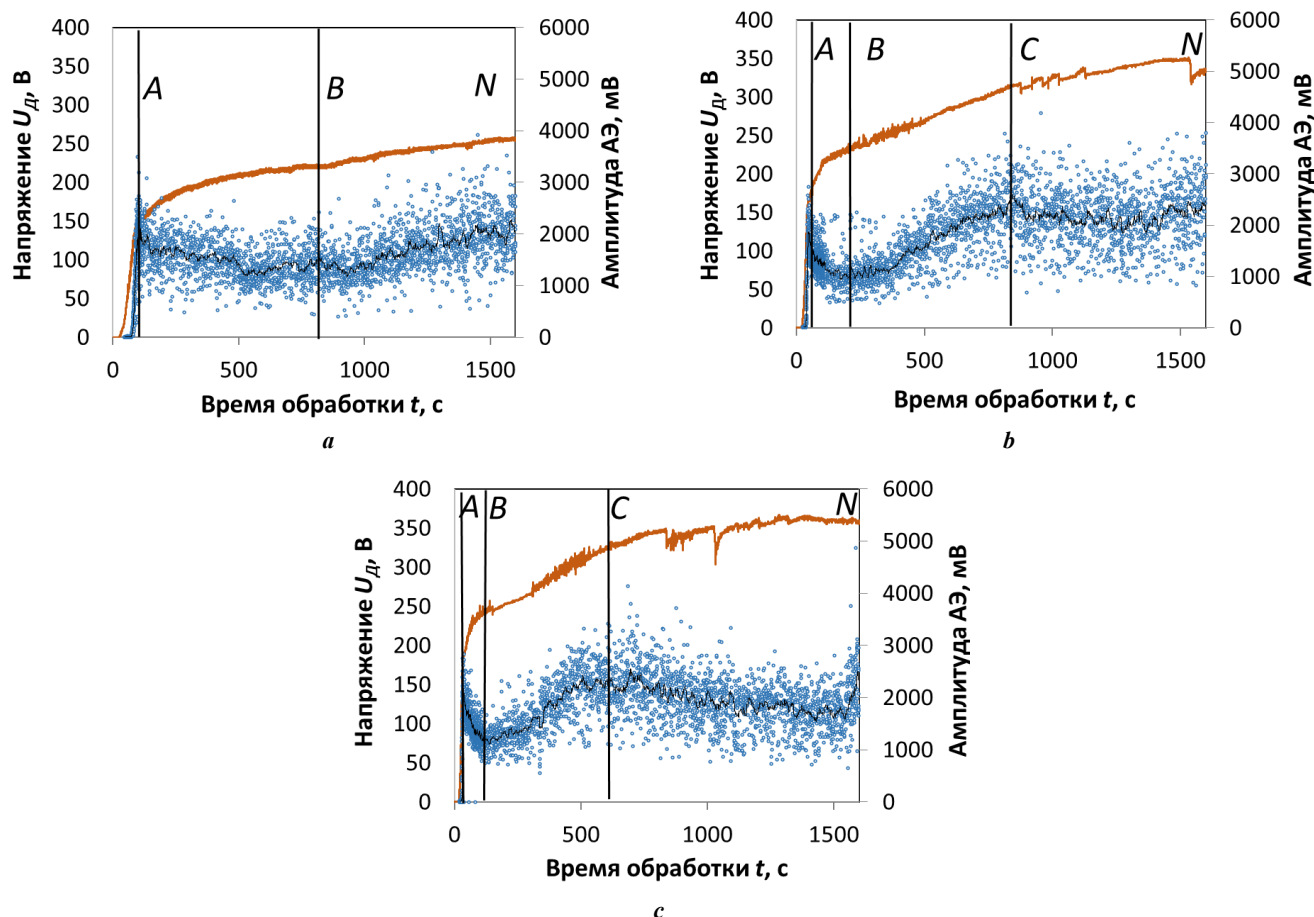 400
350
300
250
200
150
100
50
0
Напряжение Uд, В
A
B
N
6000
5000
4000
3000
2000
1000
0
Амплитуда АЭ, мВ
0 500 1000 1500
Время обработки t, с
a
400
350
300
250
200
150
100
50
0
Напряжение Uд, В
A
B
C
N
6000
5000
4000
3000
2000
1000
0
Амплитуда АЭ, мВ
0 500 1000 1500
Время обработки t, с
b
400
350
300
250
200
150
100
50
0
Напряжение Uд, В
A
B
C
N
6000
5000
4000
3000
2000
1000
0
Амплитуда АЭ, мВ
0 500 1000 1500
Время обработки t, с
c